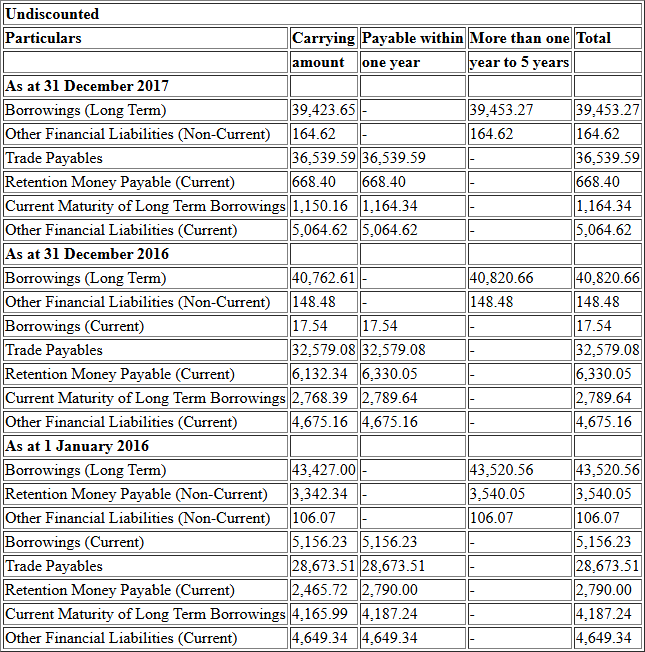 Undiscounted
Particulars Carrying Payable within More than one Total
amount one year year to 5 years
As at 31 December 2017
Borrowings (Long Term) 39,423.65 - 39,453.27 39,453.27
Other Financial Liabilities (Non-Current) 164.62 - 164.62 164.62
Trade Payables 36,539.59 36,539.59 - 36,539.59
Retention Money Payable (Current) 668.40 668.40 - 668.40
Current Maturity of Long Term Borrowings 1,150.16 1,164.34 - 1,164.34
Other Financial Liabilities (Current) 5,064.62 5,064.62 - 5,064.62
As at 31 December 2016
Borrowings (Long Term) 40,762.61 - 40,820.66 40,820.66
Other Financial Liabilities (Non-Current) 148.48 - 148.48 148.48
Borrowings (Current) 17.54 17.54 - 17.54
Trade Payables 32,579.08 32,579.08 - 32,579.08
Retention Money Payable (Current) 6,132.34 6,330.05 - 6,330.05
Current Maturity of Long Term Borrowings 2,768.39 2,789.64 - 2,789.64
Other Financial Liabilities (Current) 4,675.16 4,675.16 - 4,675.16
As at 1 January 2016
Borrowings (Long Term) 43,427.00 - 43,520.56 43,520.56
Retention Money Payable (Non-Current) 3,342.34 - 3,540.05 3,540.05
Other Financial Liabilities (Non-Current) 106.07 - 106.07 106.07
Borrowings (Current) 5,156.23 5,156.23 - 5,156.23
Trade Payables 28,673.51 28,673.51 - 28,673.51
Retention Money Payable (Current) 2,465.72 2,790.00 - 2,790.00
Current Maturity of Long Term Borrowings 4,165.99 4,187.24 - 4,187.24
Other Financial Liabilities (Current) 4,649.34 4,649.34 - 4,649.34